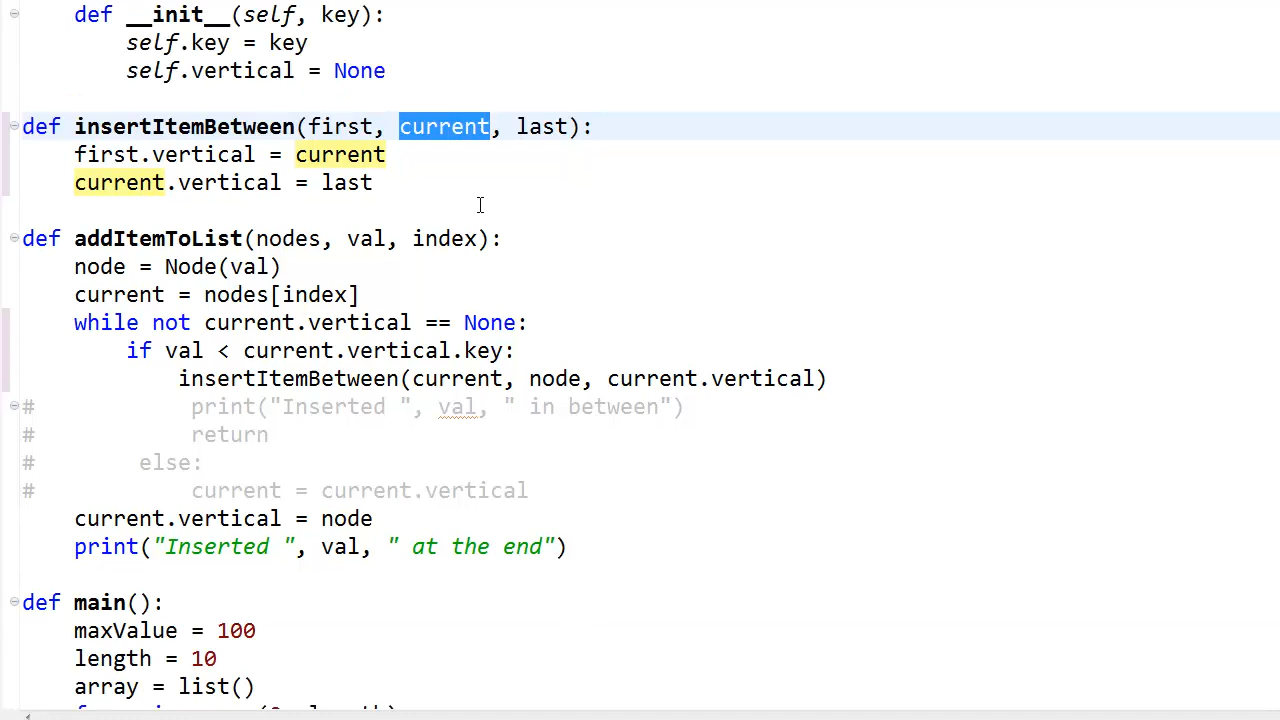 def __init__(self, key):
self.key = key
self.vertical = None
def insertItemBetween(first, current, last):
first.vertical = current
current.vertical = last
def addItemToList(nodes, val, index):
node = Node(val)
current = nodes[index]
while not current.vertical == None:
if val < current.vertical.key:
insertItemBetween(current, node, current.vertical)
# print("Inserted ", val, " in between")
# return
# else:
# current = current.vertical
current.vertical = node
print("Inserted ", val, " at the end")
def main():
maxValue = 100
length = 10
array = list()